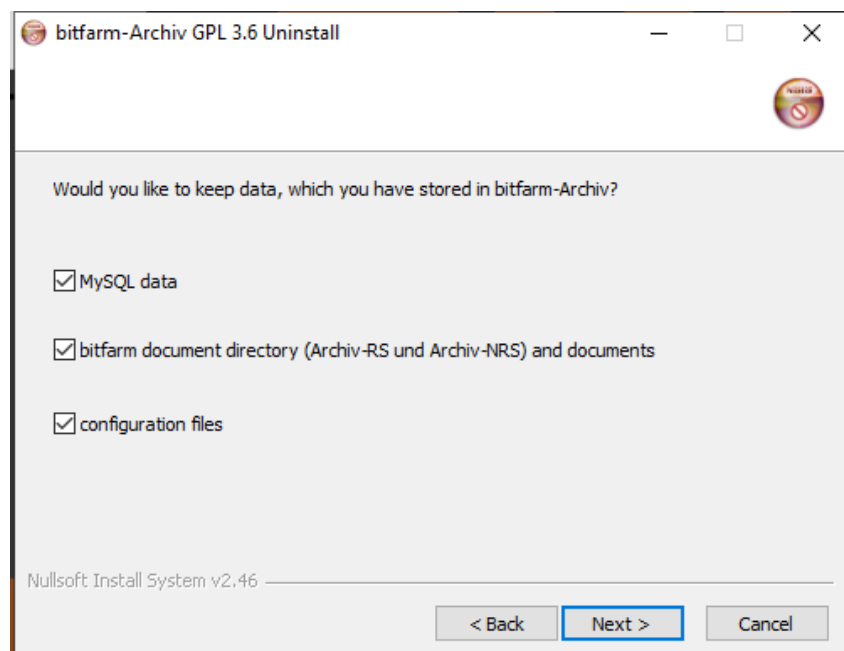 bitfarm-Archiv GPL 3.6 Uninstall
Would you like to keep data, which you have stored in bitfarm-Archiv?
MySQL data
bitfarm document directory (Archiv-RS und Archiv-NRS) and documents
configuration files
Nullsoft Install System v2.46
< Back
Next >
Cancel